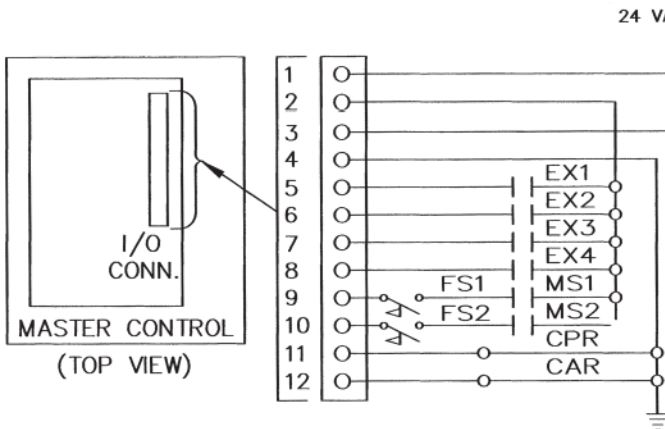 24 VA
1
2
3
4
5 EX1
6 EX2
7 EX3
8 EX4
9 FS1 MS1
10 FS2 MS2
11 CPR
12 CAR
I/O
CONN.
MASTER CONTROL
(TOP VIEW)